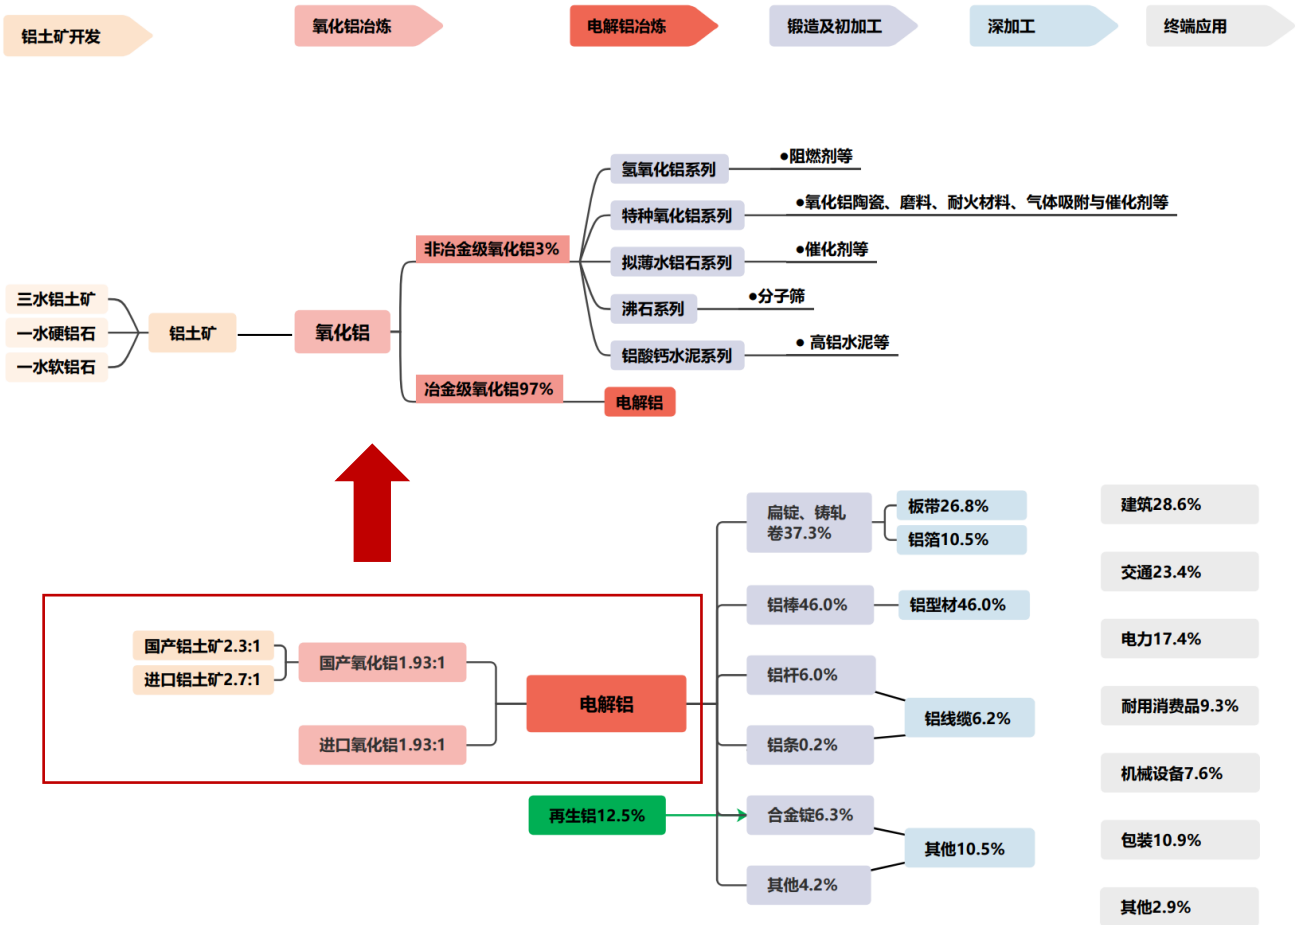 铝土矿开发
氧化铝冶炼
电解铝冶炼
锻造及初加工
深加工
终端应用
三水铝土矿
一水硬铝石
一水软铝石
铝土矿
氧化铝
非冶金级氧化铝3%
冶金级氧化铝97%
氢氧化铝系列
●阻燃剂等
特种氧化铝系列
●氧化铝陶瓷、磨料、耐火材料、气体吸附与催化剂等
拟薄水铝石系列
●催化剂等
沸石系列
●分子筛
铝酸钙水泥系列
● 高铝水泥等
电解铝
国产铝土矿2.3:1
进口铝土矿2.7:1
国产氧化铝1.93:1
进口氧化铝1.93:1
电解铝
再生铝12.5%
扁锭、铸轧
卷37.3%
铝棒46.0%
铝杆6.0%
铝条0.2%
合金锭6.3%
其他4.2%
板带26.8%
铝箔10.5%
铝型材46.0%
铝线缆6.2%
其他10.5%
建筑28.6%
交通23.4%
电力17.4%
耐用消费品9.3%
机械设备7.6%
包装10.9%
其他2.9%